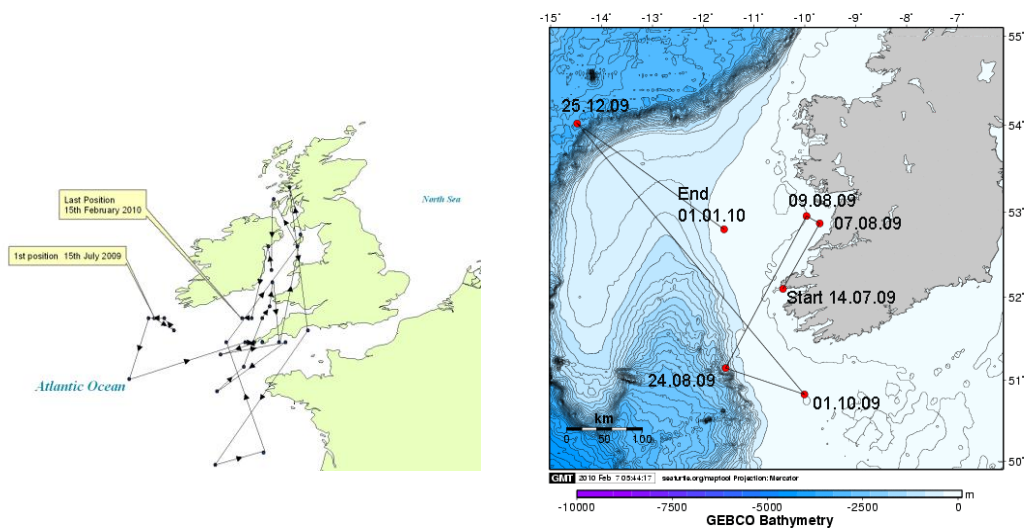 Last Position
15th February 2010
North Sea
1st position 15th July 2009
Atlantic Ocean
-15° -14° -13° -12° -11° -10° -9° -8° -7°
55°
25.12.09
54°
End
01.01.10
09.08.09
53°
07.08.09
52°
Start 14.07.09
24.08.09
51°
01.10.09
km
0 50 100
50°
GMT 2010 Feb 7 05:44:17 seaturtle.org/maptool Projection: Mercator
-10000 -7500 -5000 -2500 0 m
GEBCO Bathymetry